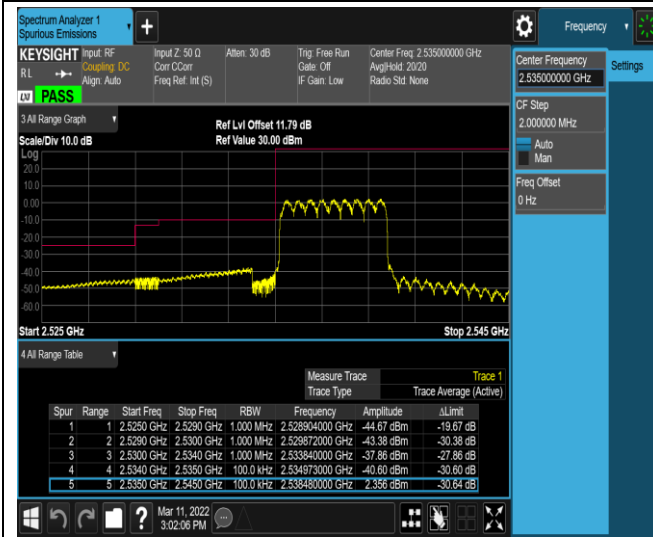 Spectrum Analyzer 1
Spurious Emissions
Frequency
KEYSIGHT Input: RF Input Z: 50 Ω Atten: 30 dB Trig: Free Run Center Freq: 2.535000000 GHz
RL Coupling: DC Corr CCorr Gate: Off Avg|Hold: 20/20
Align: Auto Freq Ref: Int (S) IF Gain: Low Radio Std: None
PASS
Center Frequency
2.535000000 GHz
Settings
CF Step
2.000000 MHz
Auto
Man
Freq Offset
0 Hz
3 All Range Graph
Ref Lvl Offset 11.79 dB
Scale/Div 10.0 dB Ref Value 30.00 dBm
Log
20.0
10.0
0.00
-10.0
-20.0
-30.0
-40.0
-50.0
-60.0
Start 2.525 GHz Stop 2.545 GHz
4 All Range Table
Measure Trace Trace 1
Trace Type Trace Average (Active)
Spur Range Start Freq Stop Freq RBW Frequency Amplitude ΔLimit
1 1 2.5250 GHz 2.5290 GHz 1.000 MHz 2.528904000 GHz -44.67 dBm -19.67 dB
2 2 2.5290 GHz 2.5300 GHz 1.000 MHz 2.529872000 GHz -43.38 dBm -30.38 dB
3 3 2.5300 GHz 2.5340 GHz 1.000 MHz 2.533840000 GHz -37.86 dBm -27.86 dB
4 4 2.5340 GHz 2.5350 GHz 100.0 kHz 2.534973000 GHz -40.60 dBm -30.60 dB
5 5 2.5350 GHz 2.5450 GHz 100.0 kHz 2.538480000 GHz 2.356 dBm -30.64 dB
?
Mar 11, 2022
3:02:06 PM